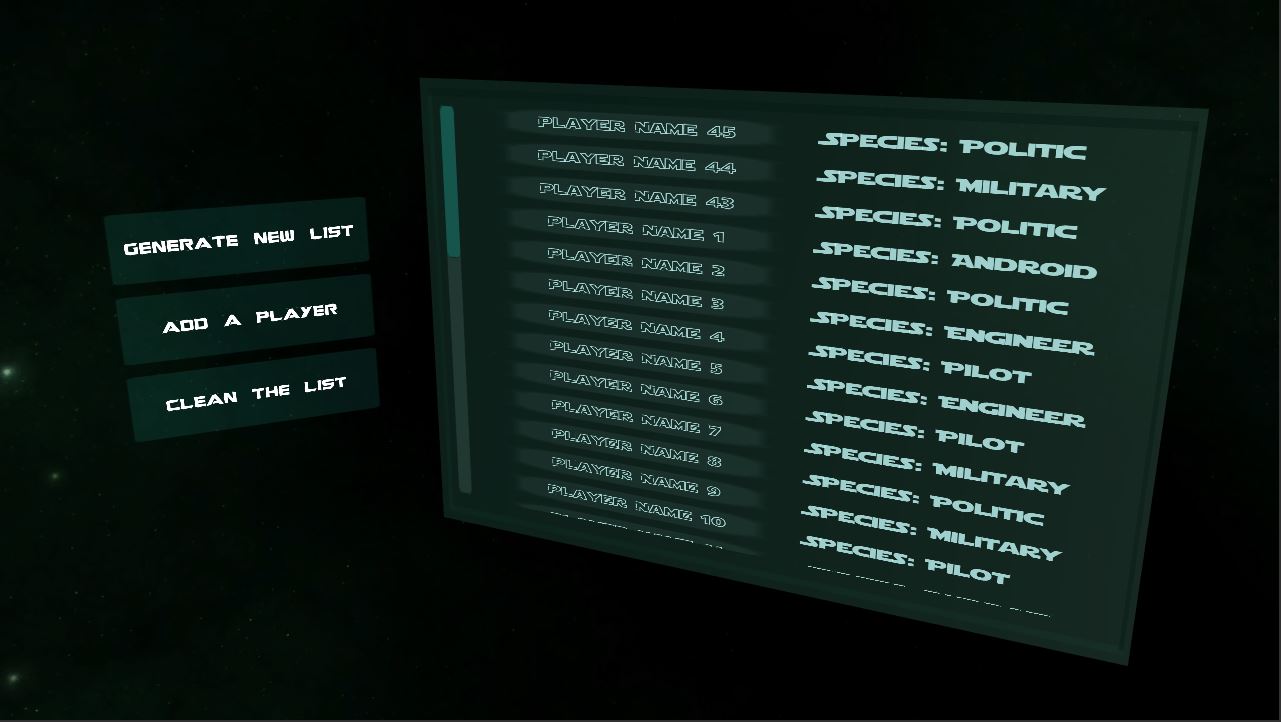 GENERATE NEW LIST
ADD A PLAYER
CLEAN THE LIST
PLAYER NAME 45 SPECIES: POLITIC
PLAYER NAME 44 SPECIES: MILITARY
PLAYER NAME 43 SPECIES: POLITIC
PLAYER NAME 1 SPECIES: ANDROID
PLAYER NAME 2 SPECIES: POLITIC
PLAYER NAME 3 SPECIES: ENGINEER
PLAYER NAME 4 SPECIES: PILOT
PLAYER NAME 5 SPECIES: ENGINEER
PLAYER NAME 6 SPECIES: PILOT
PLAYER NAME 7 SPECIES: MILITARY
PLAYER NAME 8 SPECIES: POLITIC
PLAYER NAME 9 SPECIES: MILITARY
PLAYER NAME 10 SPECIES: PILOT